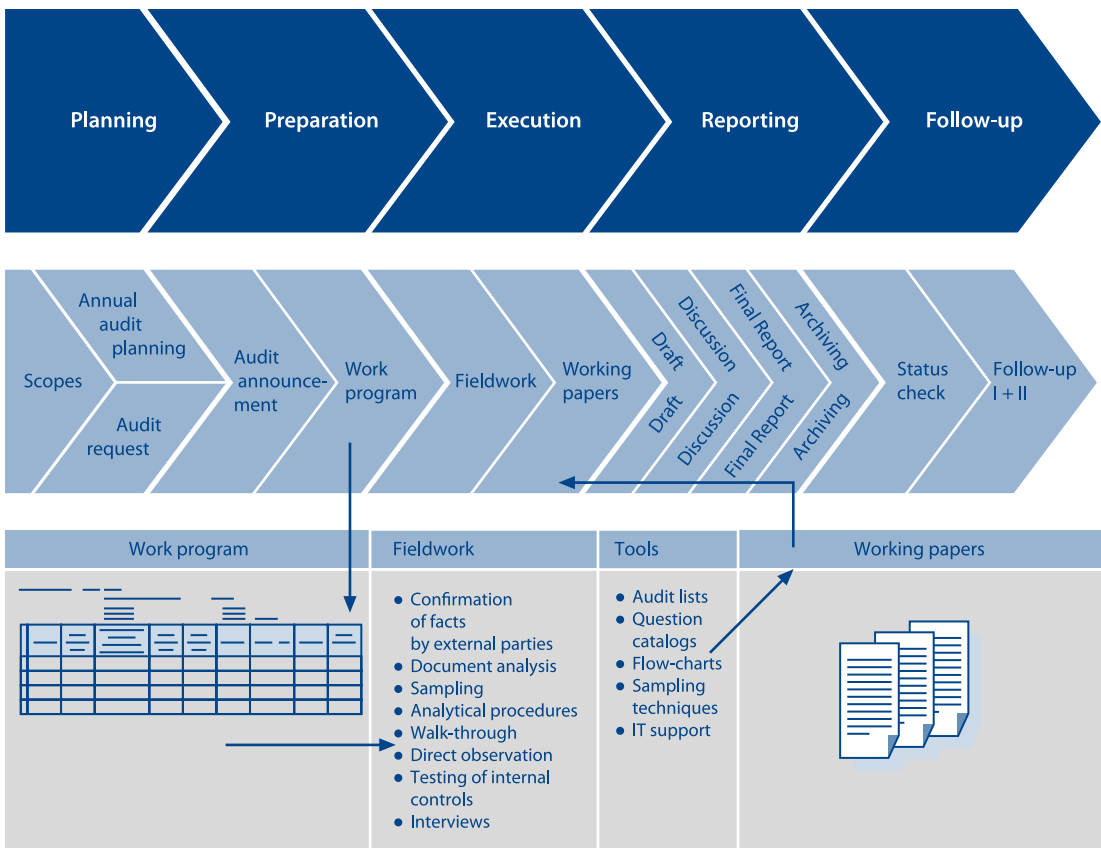 Planning
Preparation
Execution
Reporting
Follow-up
Scopes
Annual
audit
planning
Audit
request
Audit
announce-
ment
Work
program
Fieldwork
Working
papers
Draft
Draft
Discussion
Discussion
Final Report
Final Report
Archiving
Archiving
Status
check
Follow-up
I + II
Work program
Fieldwork
Tools
Working papers
● Confirmation
of facts
by external parties
● Document analysis
● Sampling
● Analytical procedures
● Walk-through
● Direct observation
● Testing of internal
controls
● Interviews
● Audit lists
● Question
catalogs
● Flow-charts
● Sampling
techniques
● IT support